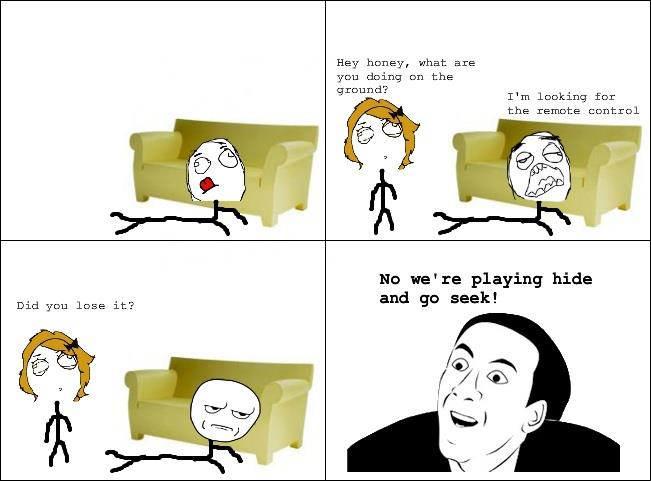 Hey honey, what are
you doing on the
ground?
I'm looking for
the remote control
Did you lose it?
No we're playing hide
and go seek!